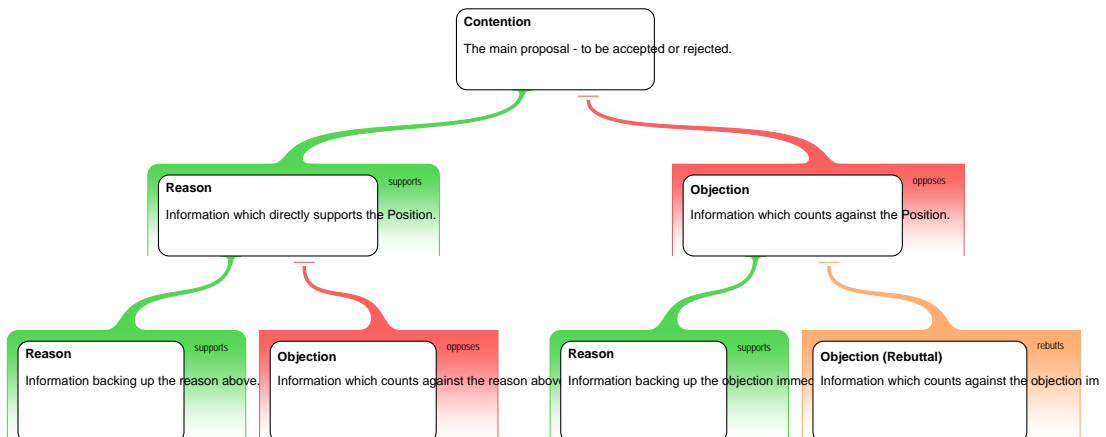 Contention
The main proposal - to be accepted or rejected.
Reason
supports
Information which directly supports the Position.
Objection
opposes
Information which counts against the Position.
Reason
supports
Information backing up the reason above.
Objection
opposes
Information which counts against the reason above
Reason
supports
Information backing up the objection immed
Objection (Rebuttal)
rebutts
Information which counts against the objection im